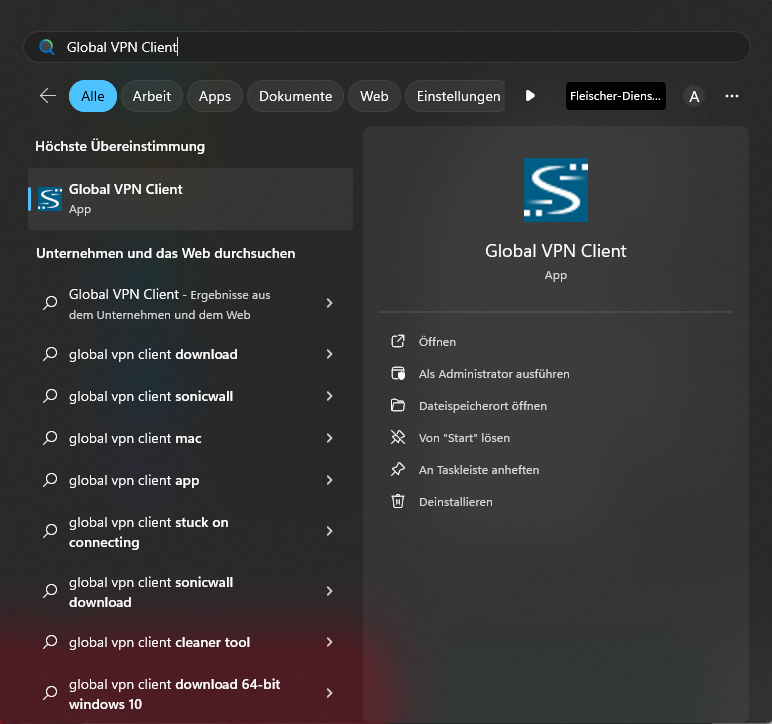 Global VPN Client
Alle
Arbeit
Apps
Dokumente
Web
Einstellungen
Fleischer-Diens...
A
Höchste Übereinstimmung
Global VPN Client
App
Unternehmen und das Web durchsuchen
Global VPN Client - Ergebnisse aus
dem Unternehmen und dem Web
global vpn client download
global vpn client sonicwall
global vpn client mac
global vpn client app
global vpn client stuck on
connecting
global vpn client sonicwall
download
global vpn client cleaner tool
global vpn client download 64-bit
windows 10
Global VPN Client
App
Öffnen
Als Administrator ausführen
Dateispeicherort öffnen
Von "Start" lösen
An Taskleiste anheften
Deinstallieren